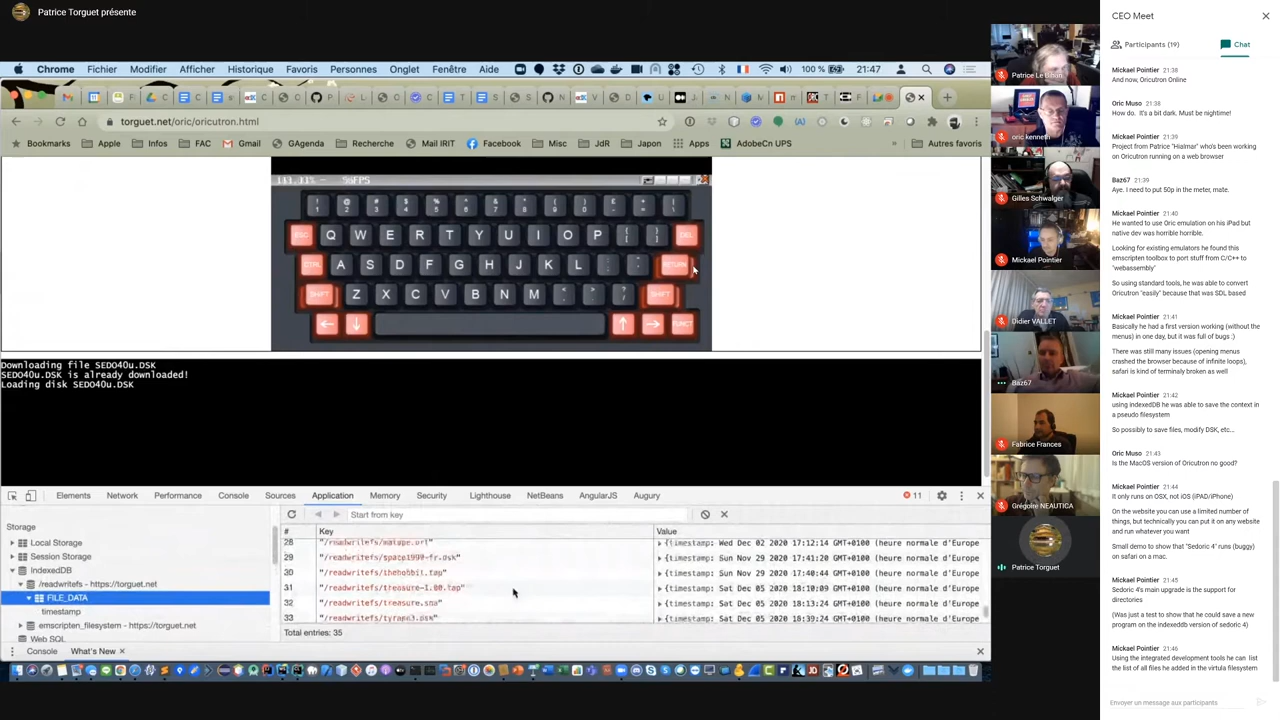 Patrice Torguet présente
Chrome Fichier Modifier Afficher Historique Favoris Personnes Onglet Fenêtre Aide
100 % 21:47
torguet.net/oric/oricutron.html
Bookmarks Apple Infos FAC Gmail GAgenda Recherche Mail IRIT Facebook Misc JdR Japon Apps AdobeCn UPS » Autres favoris
ESC Q W E R T Y U I O P DEL
CTRL A S D F G H J K L RETURN
SHIFT Z X C V B N M SHIFT
FUNCT
Downloading file SEDO40u.DSK
SEDO40u.DSK is already downloaded!
Loading disk SEDO40u.DSK
Elements Network Performance Console Sources Application Memory Security Lighthouse NetBeans AngularJS Augury 11
Start from key
Storage
Local Storage
Session Storage
IndexedDB
/readwritefs - https://torguet.net
FILE_DATA
timestamp
emscripten_filesystem - https://torguet.net
Web SQL
# Key Value
28 {timestamp: Wed Dec 02 2020 17:12:14 GMT+0100 (heure normale d'Europe
29 "/readwritefs/space1999-fr.dsk" {timestamp: Sun Nov 29 2020 17:41:20 GMT+0100 (heure normale d'Europe
30 "/readwritefs/thehobbit.tap" {timestamp: Sun Nov 29 2020 17:40:44 GMT+0100 (heure normale d'Europe
31 "/readwritefs/treasure-1.00.tap" {timestamp: Sat Dec 05 2020 18:10:09 GMT+0100 (heure normale d'Europe
32 "/readwritefs/treasure.sna" {timestamp: Sat Dec 05 2020 18:13:24 GMT+0100 (heure normale d'Europe
33 {timestamp: Sat Dec 05 2020 18:39:24 GMT+0100 (heure normale d'Europe
Total entries: 35
Console What's New
Patrice Le Gihan
oric kenneth
Gilles Schwalger
Mickael Pointier
Didier VALLET
Baz67
Fabrice Frances
Grégoire NEAUTICA
Patrice Torguet
CEO Meet
Participants (19) Chat
Mickael Pointier 21:38
And now, Oricutron Online
Oric Muso 21:38
How do. It's a bit dark. Must be nighttime!
Mickael Pointier 21:39
Project from Patrice "Hialmar" who's been working
on Oricutron running on a web browser
Baz67 21:39
Aye. I need to put 50p in the meter, mate.
Mickael Pointier 21:40
He wanted to use Oric emulation on his iPad but
native dev was horrible horrible.
Looking for existing emulators he found this
emscripten toolbox to port stuff from C/C++ to
"webassembly"
So using standard tools, he was able to convert
Oricutron "easily" because that was SDL based
Mickael Pointier 21:41
Basically he had a first version working (without the
menus) in one day, but it was full of bugs :)
There was still many issues (opening menus
crashed the browser because of infinite loops),
safari is kind of terminaly broken as well
Mickael Pointier 21:42
using indexedDB he was able to save the context in
a pseudo filesystem
So possibly to save files, modify DSK, etc...
Oric Muso 21:43
Is the MacOS version of Oricutron no good?
Mickael Pointier 21:44
It only runs on OSX, not iOS (iPAD/iPhone)
On the website you can use a limited number of
things, but technically you can put it on any website
and run whatever you want
Small demo to show that "Sedoric 4" runs (buggy)
on safari on a mac.
Mickael Pointier 21:45
Sedoric 4's main upgrade is the support for
directories
(Was just a test to show that he could save a new
program on the indexeddb version of sedoric 4)
Mickael Pointier 21:46
Using the integrated development tools he can list
the list of all files he added in the virtula filesystem
Envoyer un message aux participants